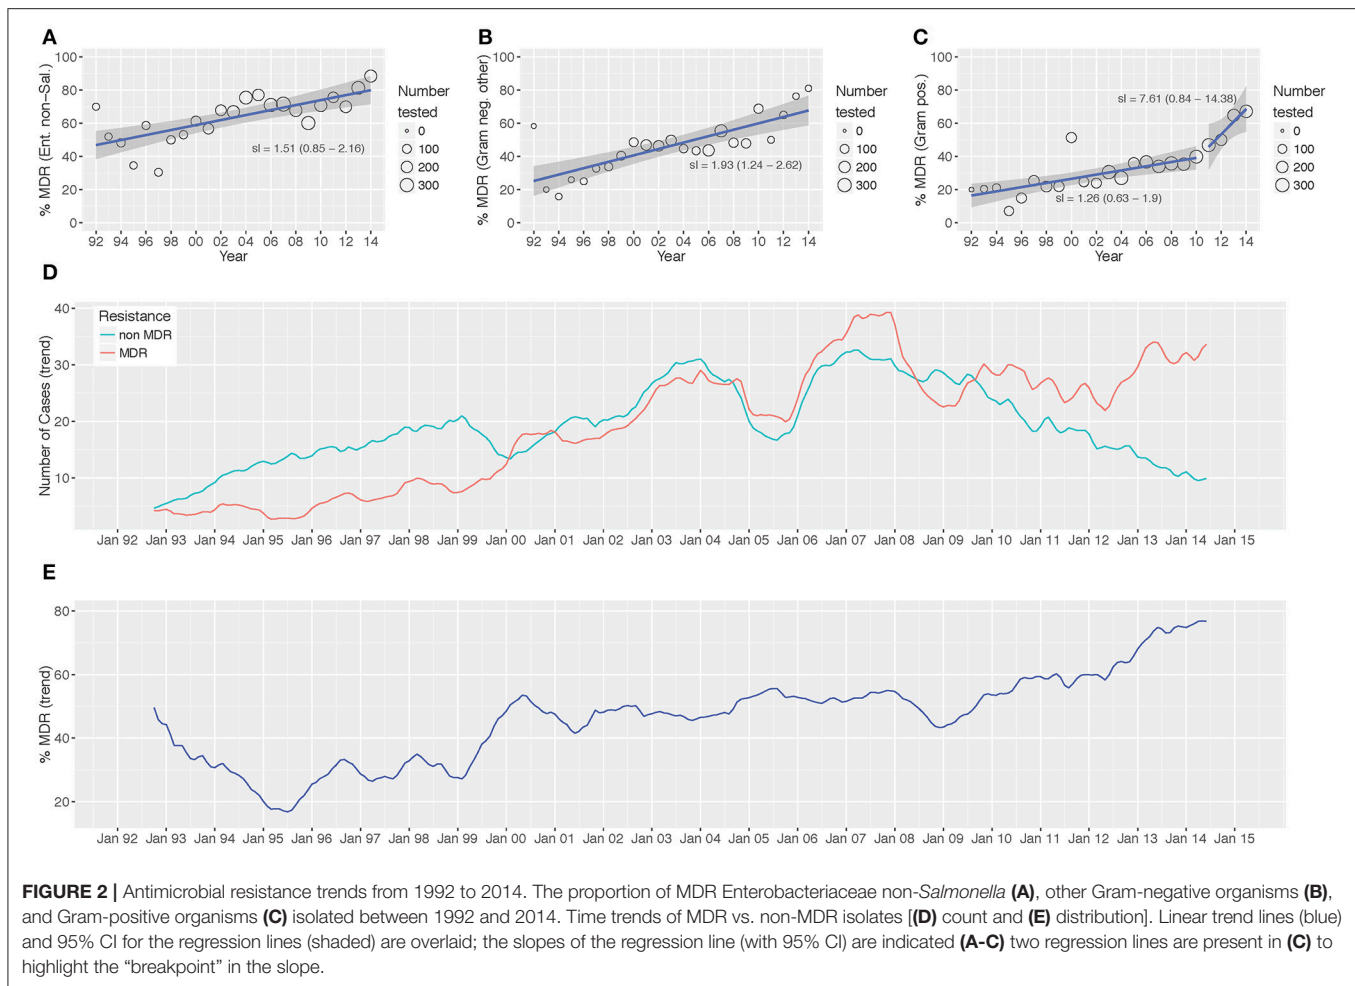 A
% MDR (Ent. non–Sal.)
100
80
60
40
20
0
sl = 1.51 (0.85 – 2.16)
92 94 96 98 00 02 04 06 08 10 12 14
Year
Number
tested
0
100
200
300
B
% MDR (Gram neg. other)
100
80
60
40
20
0
sl = 1.93 (1.24 – 2.62)
92 94 96 98 00 02 04 06 08 10 12 14
Year
Number
tested
0
100
200
300
C
% MDR (Gram pos.)
100
80
60
40
20
0
sl = 7.61 (0.84 – 14.38)
sl = 1.26 (0.63 – 1.9)
92 94 96 98 00 02 04 06 08 10 12 14
Year
Number
tested
0
100
200
300
D
Number of Cases (trend)
40
30
20
10
Resistance
non MDR
MDR
Jan 92 Jan 93 Jan 94 Jan 95 Jan 96 Jan 97 Jan 98 Jan 99 Jan 00 Jan 01 Jan 02 Jan 03 Jan 04 Jan 05 Jan 06 Jan 07 Jan 08 Jan 09 Jan 10 Jan 11 Jan 12 Jan 13 Jan 14 Jan 15
E
% MDR (trend)
80
60
40
20
Jan 92 Jan 93 Jan 94 Jan 95 Jan 96 Jan 97 Jan 98 Jan 99 Jan 00 Jan 01 Jan 02 Jan 03 Jan 04 Jan 05 Jan 06 Jan 07 Jan 08 Jan 09 Jan 10 Jan 11 Jan 12 Jan 13 Jan 14 Jan 15
FIGURE 2 | Antimicrobial resistance trends from 1992 to 2014. The proportion of MDR Enterobacteriaceae non-Salmonella (A), other Gram-negative organisms (B),
and Gram-positive organisms (C) isolated between 1992 and 2014. Time trends of MDR vs. non-MDR isolates [(D) count and (E) distribution]. Linear trend lines (blue)
and 95% CI for the regression lines (shaded) are overlaid; the slopes of the regression line (with 95% CI) are indicated (A-C) two regression lines are present in (C) to
highlight the “breakpoint” in the slope.